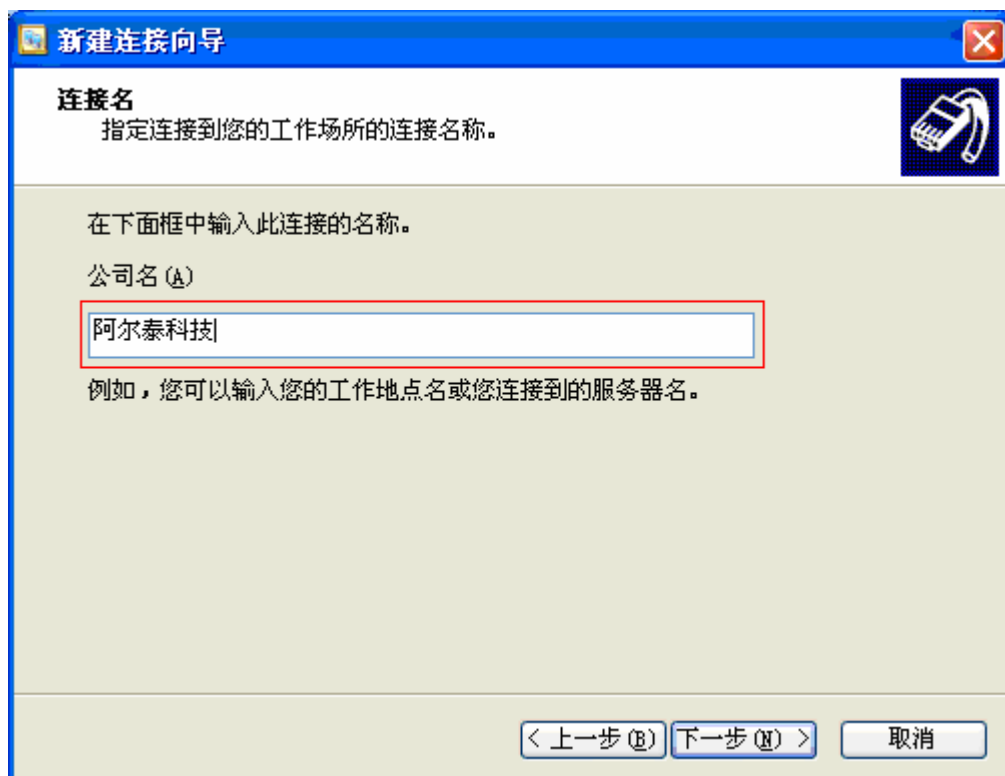 新建连接向导
连接名
指定连接到您的工作场所的连接名称。
在下面框中输入此连接的名称。
公司名(A)
阿尔泰科技
例如，您可以输入您的工作地点名或您连接到的服务器名。
< 上一步(B) 下一步(N) > 取消